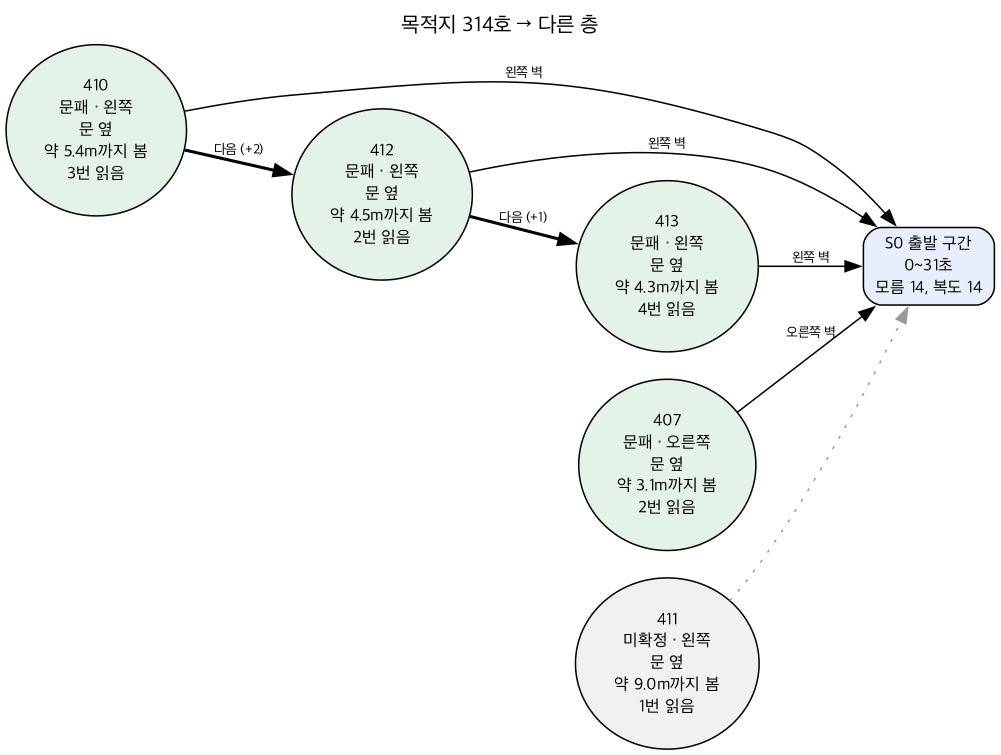 목적지 314호 → 다른 층
410
문패 · 왼쪽
문 옆
약 5.4m까지 봄
3번 읽음
왼쪽 벽
다음 (+2)
412
문패 · 왼쪽
문 옆
약 4.5m까지 봄
2번 읽음
왼쪽 벽
다음 (+1)
413
문패 · 왼쪽
문 옆
약 4.3m까지 봄
4번 읽음
왼쪽 벽
S0 출발 구간
0~31초
모름 14, 복도 14
오른쪽 벽
407
문패 · 오른쪽
문 옆
약 3.1m까지 봄
2번 읽음
411
미확정 · 왼쪽
문 옆
약 9.0m까지 봄
1번 읽음